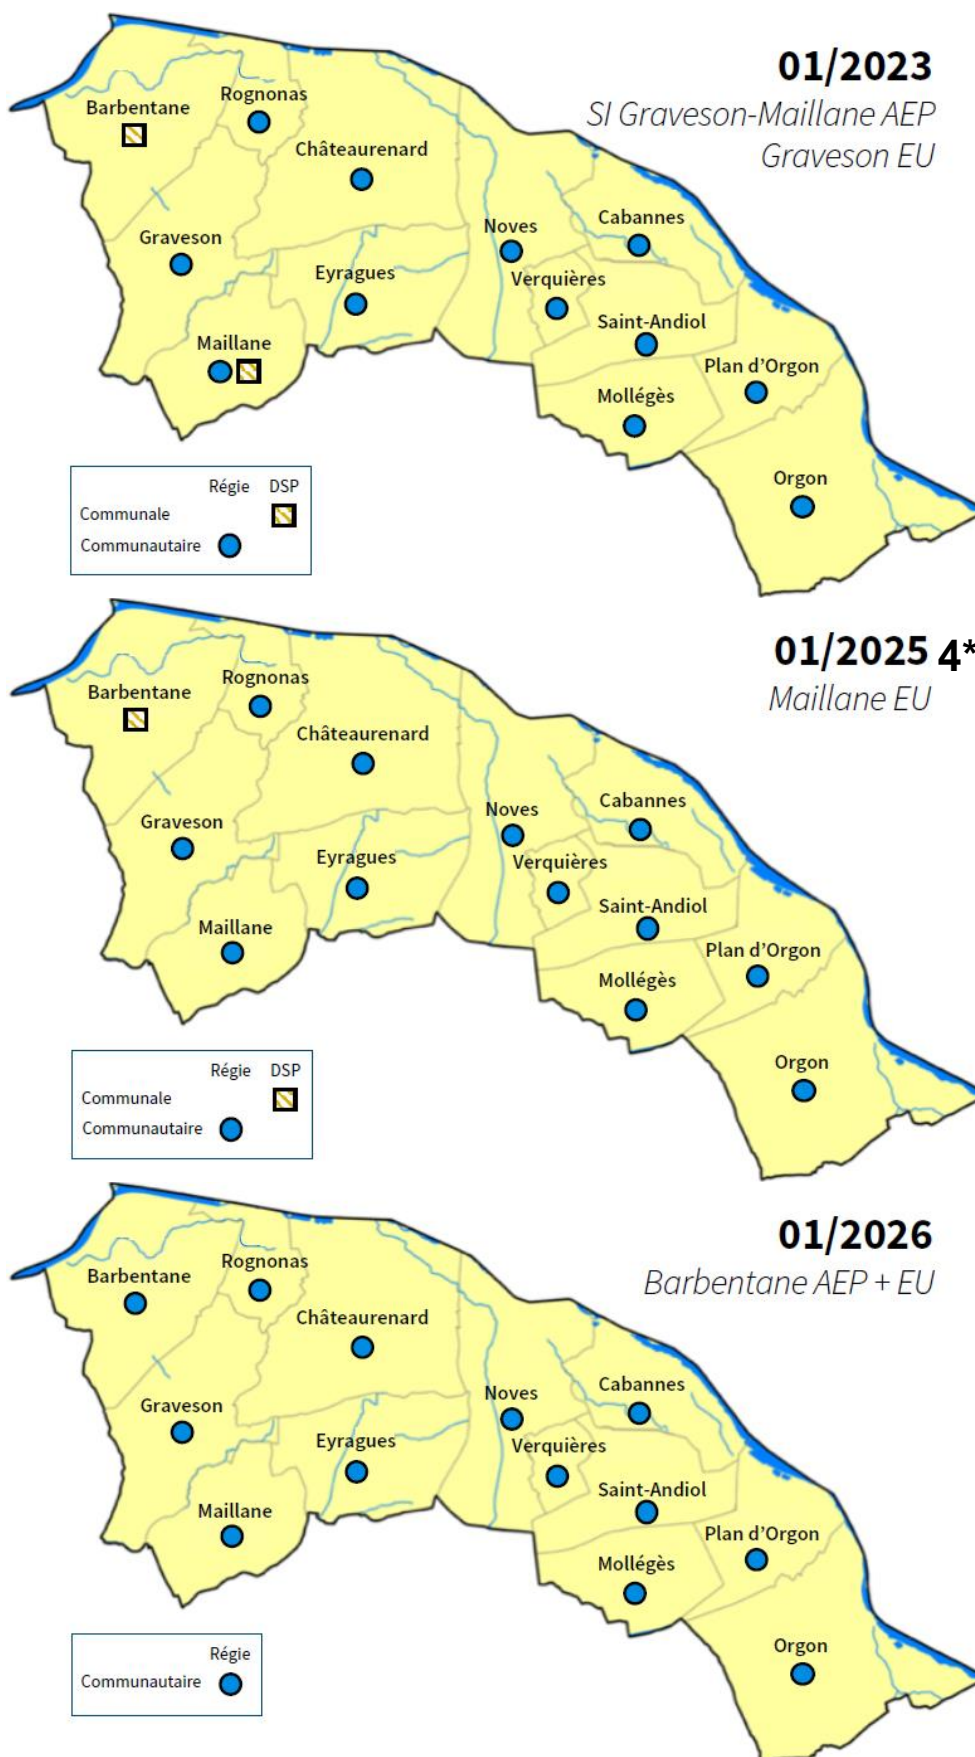 01/2023
SI Graveson-Maillane AEP
Graveson EU
Rognonas
Barbentane
Châteaurenard
Cabannes
Noves
Graveson
Eyragues
Verquières
Saint-Andiol
Maillane
Plan d'Orgon
Mollégès
Orgon
Régie DSP
Communale
Communautaire
01/2025 4*
Maillane EU
Rognonas
Barbentane
Châteaurenard
Cabannes
Noves
Graveson
Eyragues
Verquières
Saint-Andiol
Maillane
Plan d'Orgon
Mollégès
Orgon
Régie DSP
Communale
Communautaire
01/2026
Barbentane AEP + EU
Rognonas
Barbentane
Châteaurenard
Cabannes
Noves
Graveson
Eyragues
Verquières
Saint-Andiol
Maillane
Plan d'Orgon
Mollégès
Orgon
Régie
Communautaire